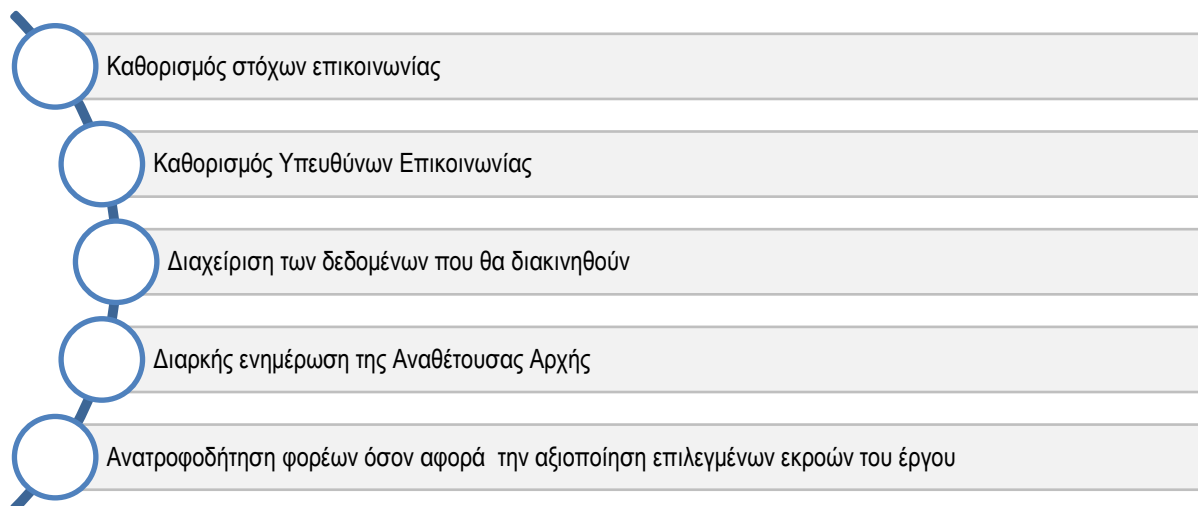 Καθορισμός στόχων επικοινωνίας
Καθορισμός Υπευθύνων Επικοινωνίας
Διαχείριση των δεδομένων που θα διακινηθούν
Διαρκής ενημέρωση της Αναθέτουσας Αρχής
Ανατροφοδήτηση φορέων όσον αφορά  την αξιοποίηση επιλεγμένων εκροών του έργου